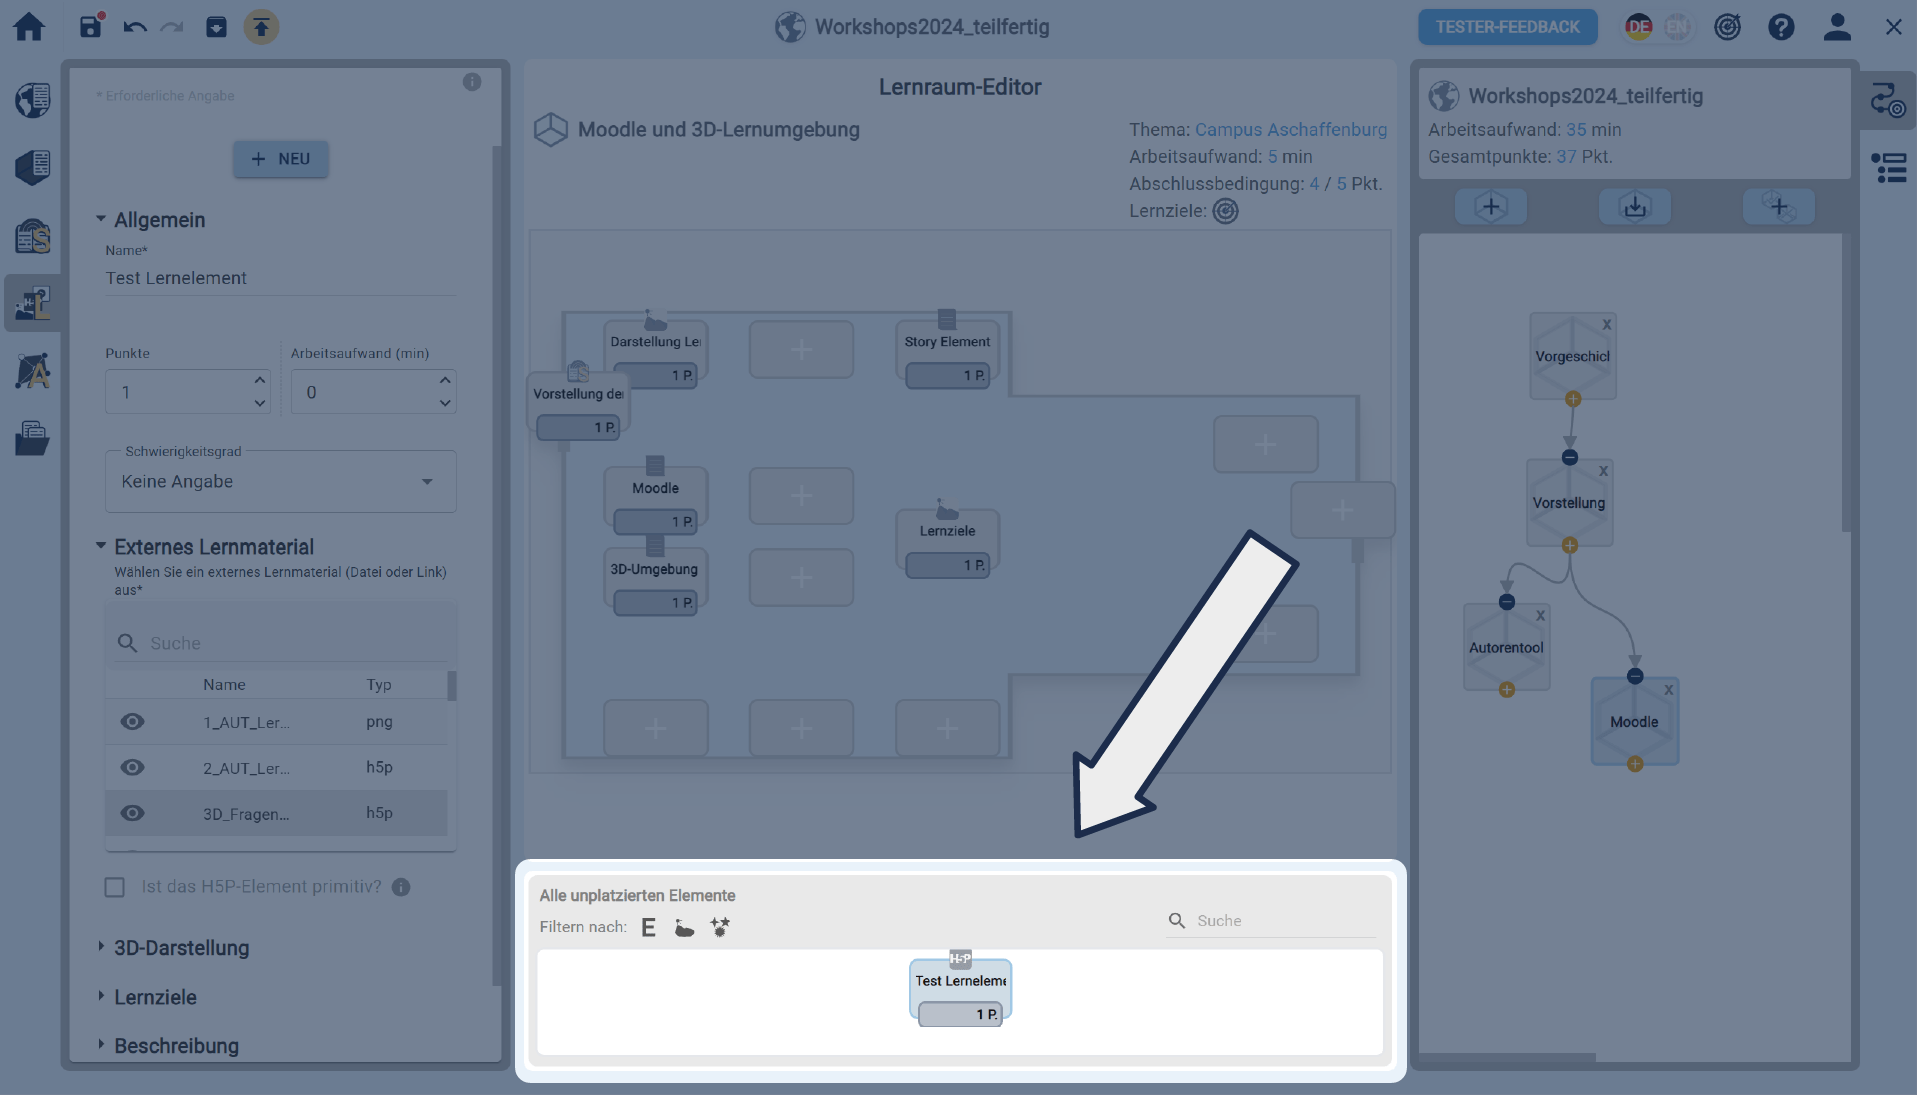 Workshops2024_teilfertig
TESTER-FEEDBACK
DE
EN
* Erforderliche Angabe
+ NEU
Allgemein
Name*
Test Lernelement
Punkte
Arbeitsaufwand (min)
1
0
Schwierigkeitsgrad
Keine Angabe
Externes Lernmaterial
Wählen Sie ein externes Lernmaterial (Datei oder Link)
aus*
Suche
Name Typ
1_AUT_Ler... png
2_AUT_Ler... h5p
3D_Fragen... h5p
Ist das H5P-Element primitiv?
3D-Darstellung
Lernziele
Beschreibung
Lernraum-Editor
Moodle und 3D-Lernumgebung
Thema: Campus Aschaffenburg
Arbeitsaufwand: 5 min
Abschlussbedingung: 4 / 5 Pkt.
Lernziele:
Darstellung Ler
1 P.
Story Element
1 P.
Vorstellung der
1 P.
Moodle
1 P.
Lernziele
1 P.
3D-Umgebung
1 P.
Alle unplatzierten Elemente
Filtern nach: E
Suche
H-P
Test Lerneleme
1 P.
Workshops2024_teilfertig
Arbeitsaufwand: 35 min
Gesamtpunkte: 37 Pkt.
X
Vorgeschicl
X
Vorstellung
X
Autorentool
X
Moodle